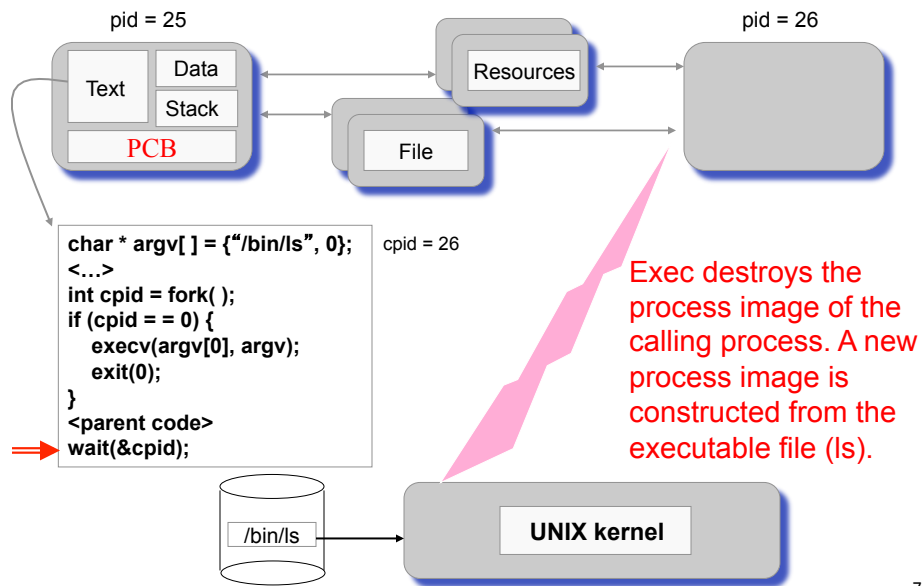 pid = 25
pid = 26
Text
Data
Stack
PCB
Resources
File
char * argv[ ] = {“/bin/ls”, 0};
<…>
int cpid = fork( );
if (cpid = = 0) {
execv(argv[0], argv);
exit(0);
}
<parent code>
wait(&cpid);
cpid = 26
Exec destroys the
process image of the
calling process. A new
process image is
constructed from the
executable file (ls).
/bin/ls
UNIX kernel